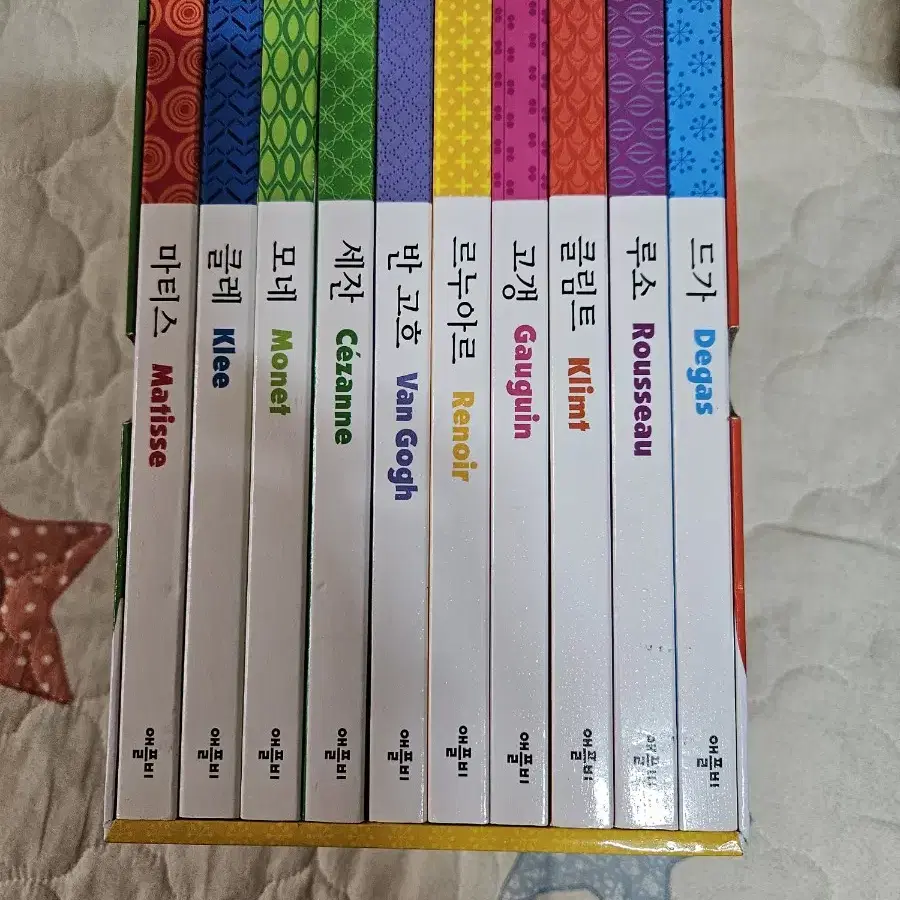 마티스 Matisse
애플비
클레 Klee
애플비
모네 Monet
애플비
세잔 Cézanne
애플비
반 고흐 Van Gogh
애플비
르누아르 Renoir
애플비
고갱 Gauguin
애플비
클림트 Klimt
애플비
루소 Rousseau
애플비
드가 Degas
애플비